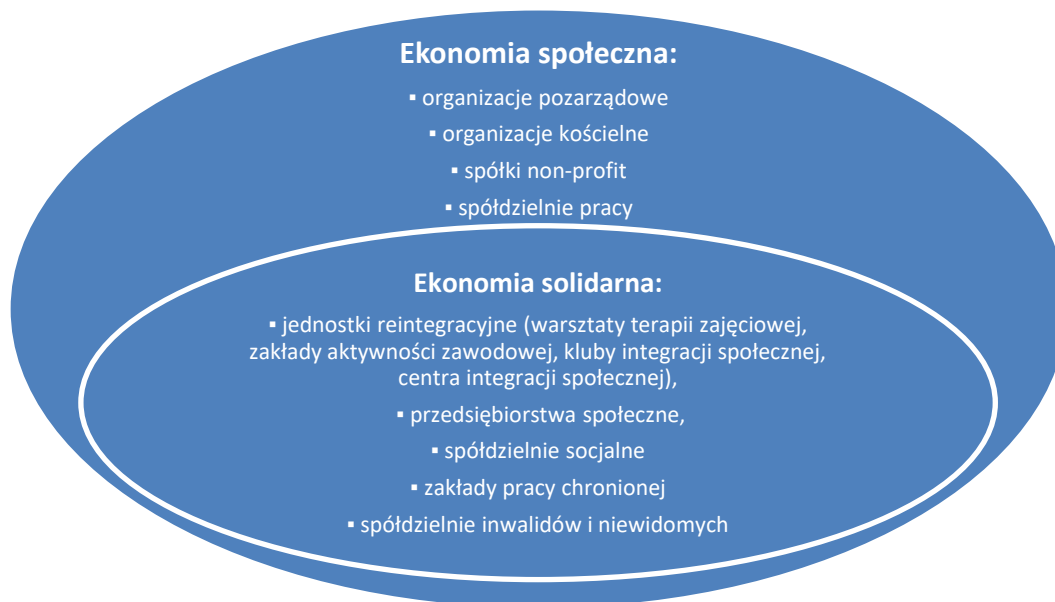 Ekonomia społeczna:
▪ organizacje pozarządowe
▪ organizacje kościelne
▪ spółki non-profit
▪ spółdzielnie pracy
Ekonomia solidarna:
▪ jednostki reintegracyjne (warsztaty terapii zajęciowej,
zakłady aktywności zawodowej, kluby integracji społecznej,
centra integracji społecznej),
▪ przedsiębiorstwa społeczne,
▪ spółdzielnie socjalne
▪ zakłady pracy chronionej
▪ spółdzielnie inwalidów i niewidomych